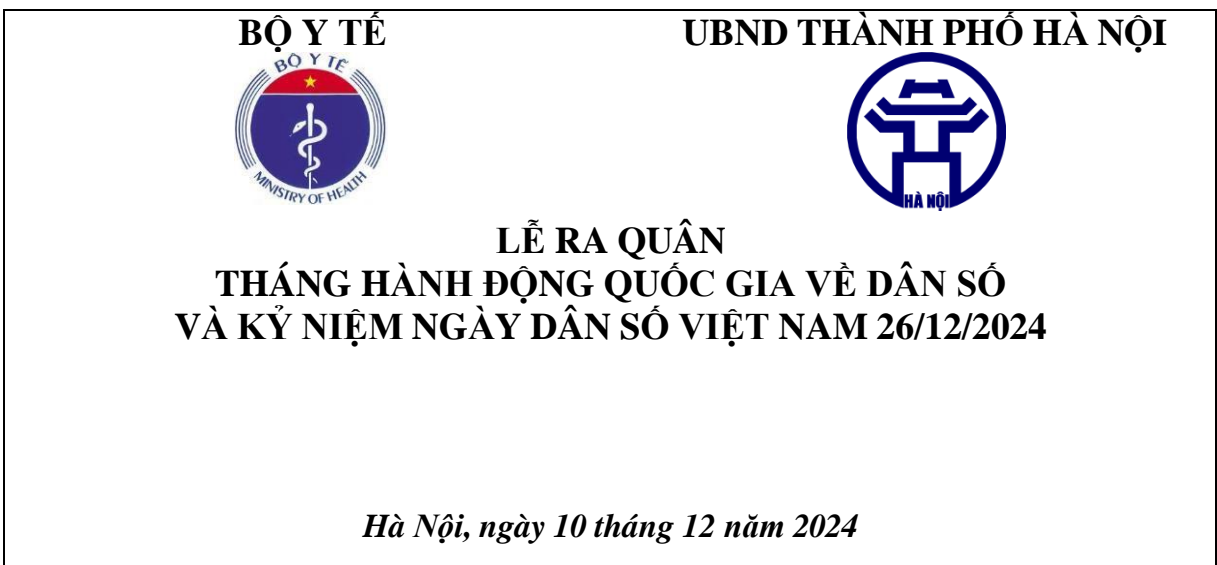 BỘ Y TẾ
UBND THÀNH PHỐ HÀ NỘI
BỘ Y TẾ
MINISTRY OF HEALTH
HÀ NỘI
LỄ RA QUÂN
THÁNG HÀNH ĐỘNG QUỐC GIA VỀ DÂN SỐ
VÀ KỶ NIỆM NGÀY DÂN SỐ VIỆT NAM 26/12/2024
Hà Nội, ngày 10 tháng 12 năm 2024